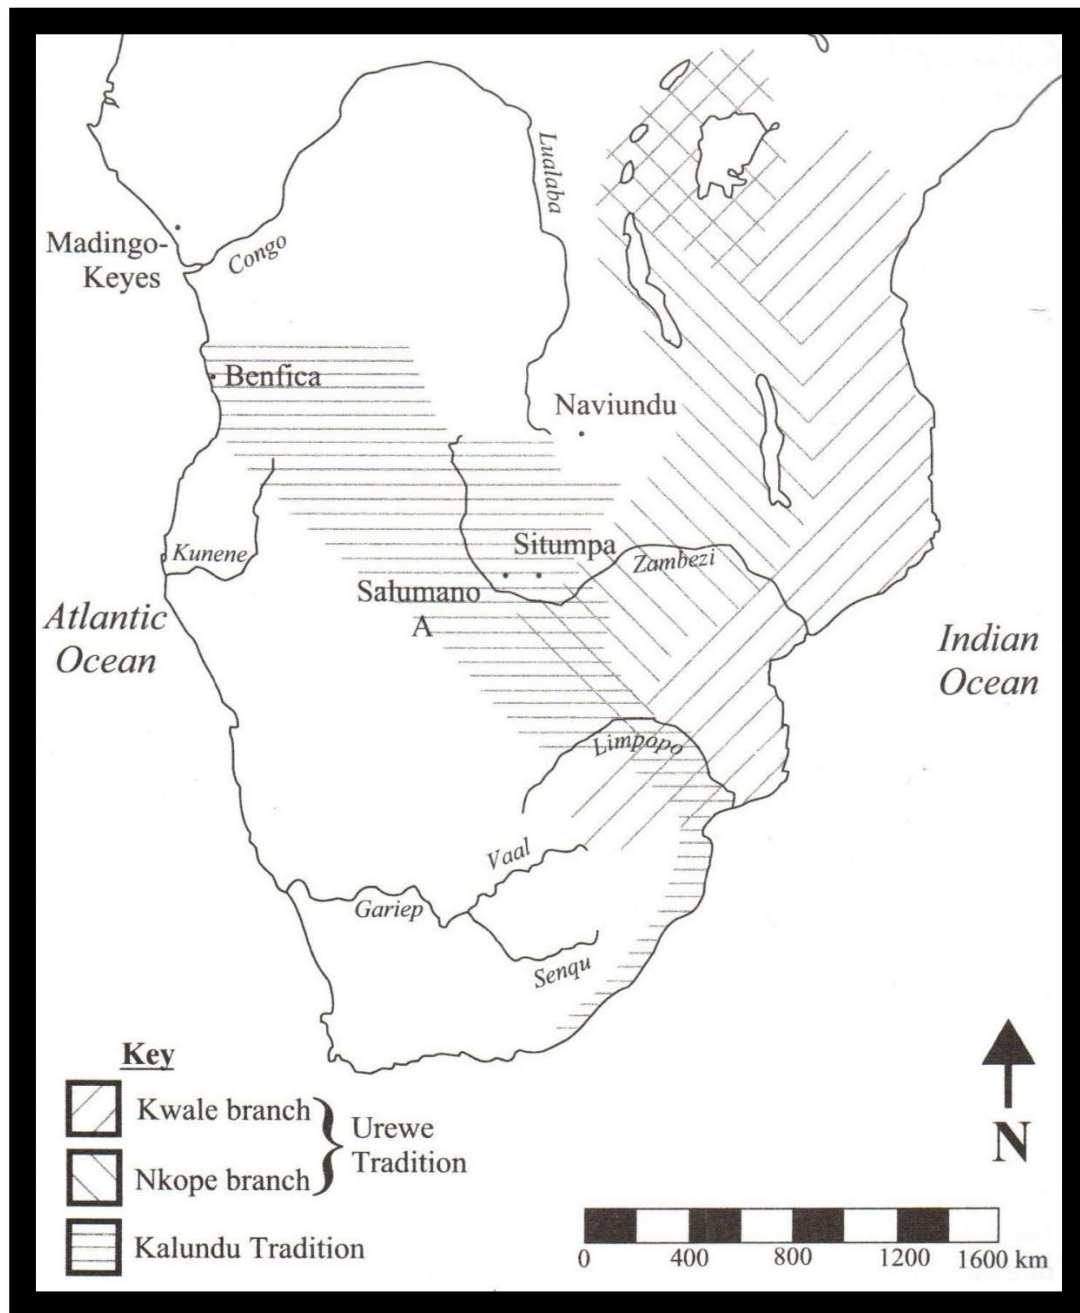 Lualaba
Madingo-
Keyes
Congo
Benfica
Naviundu
Situmpa
Kunene
Zambezi
Salumano
A
Atlantic
Ocean
Indian
Ocean
Limpopo
Vaal
Gariep
Senqu
Key
Kwale branch
Nkope branch
Urewe
Tradition
Kalundu Tradition
N
0 400 800 1200 1600 km